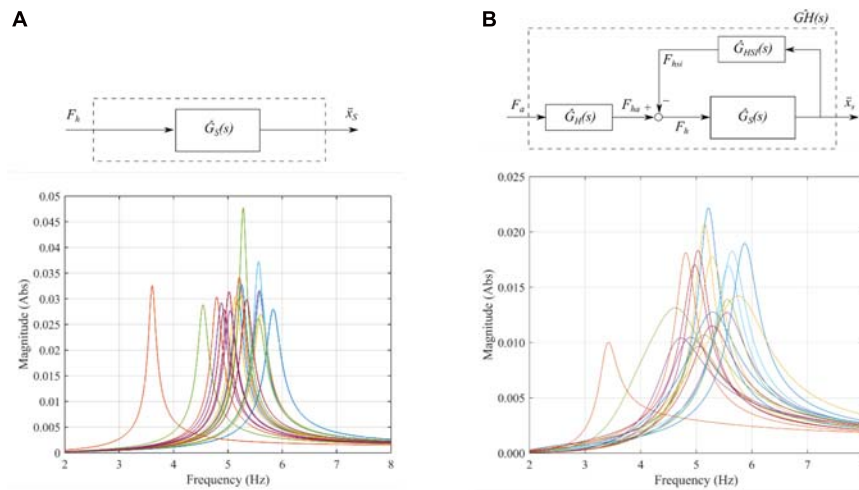 A
F_h
Ĝ_S(s)
ẍ_S
0.05
0.045
0.04
0.035
0.03
0.025
0.02
0.015
0.01
0.005
0
Magnitude (Abs)
2 3 4 5 6 7 8
Frequency (Hz)
B
ĜH(s)
Ĝ_HSI(s)
F_hsi
F_a
Ĝ_H(s)
F_ha + −
F_h
Ĝ_S(s)
ẍ_s
0.025
0.020
0.015
0.010
0.005
0.000
Magnitude (Abs)
2 3 4 5 6 7
Frequency (Hz)